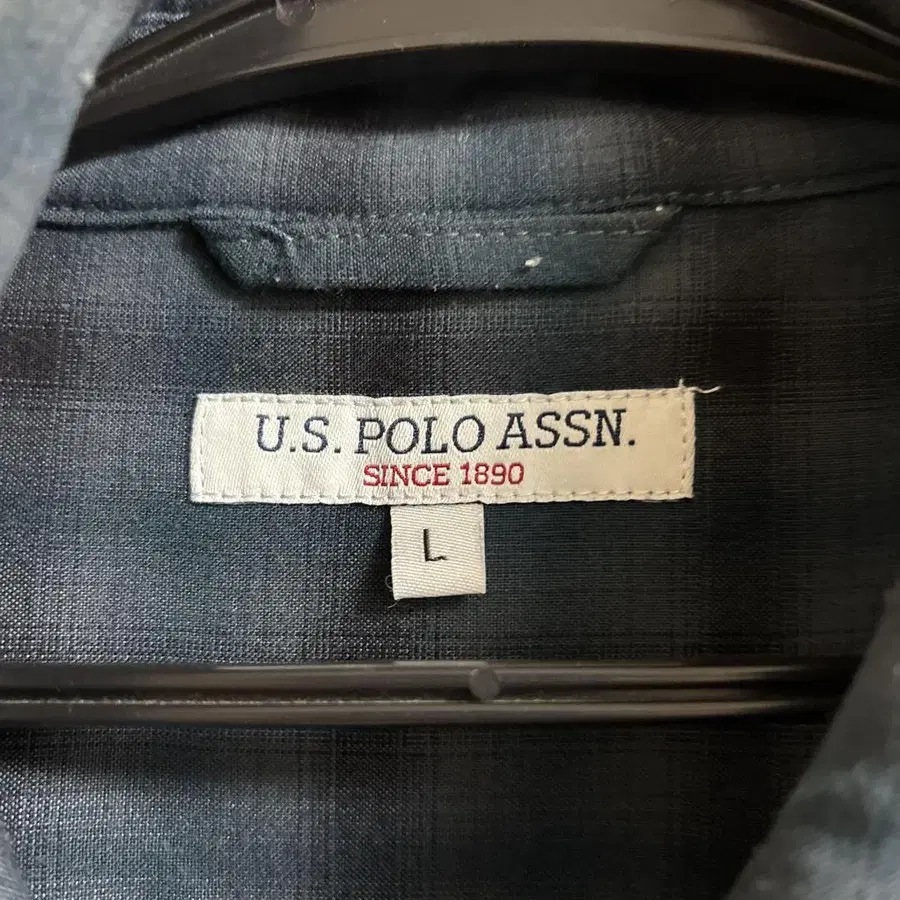 U.S. POLO ASSN.
SINCE 1890
L